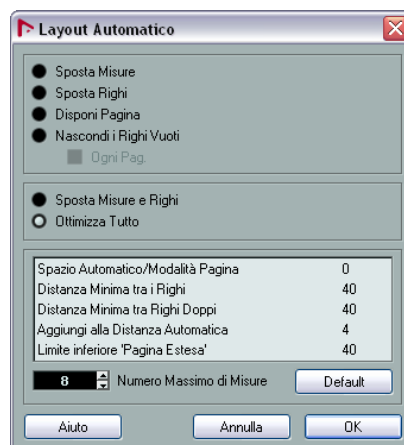 Layout Automatico
Sposta Misure
Sposta Righi
Disponi Pagina
Nascondi i Righi Vuoti
Ogni Pag.
Sposta Misure e Righi
Ottimizza Tutto
Spazio Automatico/Modalità Pagina 0
Distanza Minima tra i Righi 40
Distanza Minima tra Righi Doppi 40
Aggiungi alla Distanza Automatica 4
Limite inferiore 'Pagina Estesa' 40
8 Numero Massimo di Misure Default
Aiuto Annulla OK